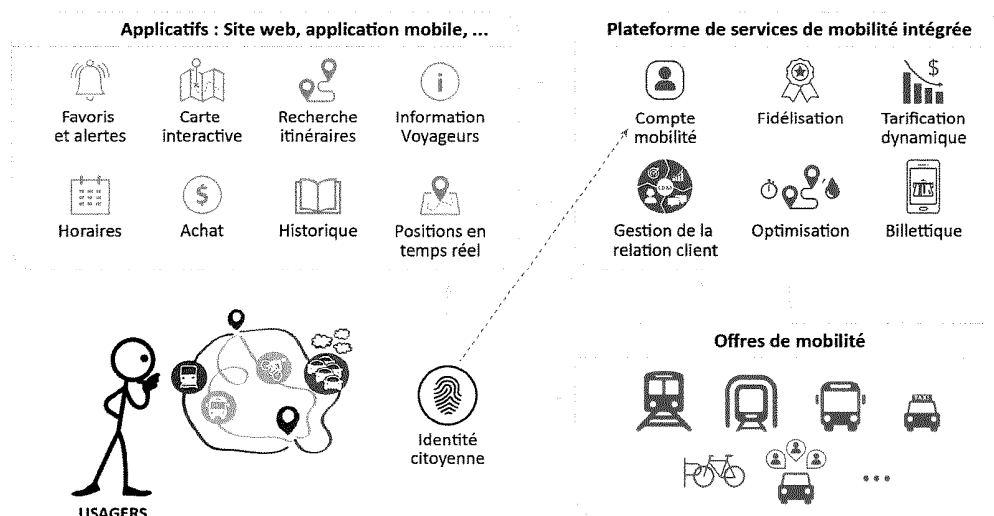 Applicatifs : Site web, application mobile, ...
Favoris
et alertes
Carte
interactive
Recherche
itinéraires
Information
Voyageurs
Horaires
Achat
Historique
Positions en
temps réel
Plateforme de services de mobilité intégrée
Compte
mobilité
Fidélisation
Tarification
dynamique
Gestion de la
relation client
Optimisation
Billettique
Identité
citoyenne
USAGERS
Offres de mobilité
TAXI
...